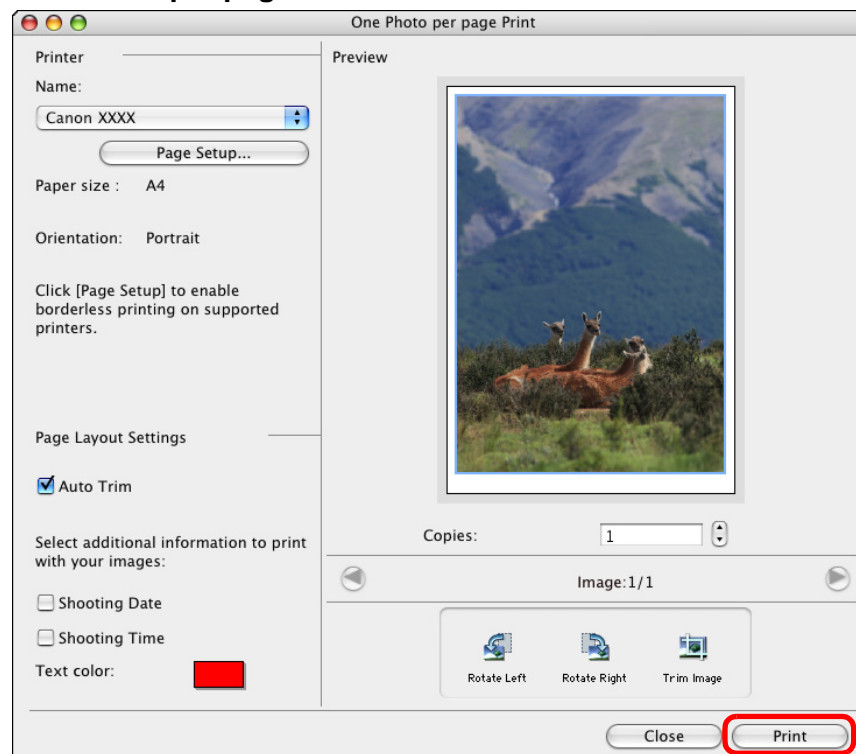 One Photo per page Print
Printer
Name:
Canon XXXX
Page Setup...
Paper size : A4
Orientation: Portrait
Click [Page Setup] to enable
borderless printing on supported
printers.
Page Layout Settings
Auto Trim
Select additional information to print
with your images:
Shooting Date
Shooting Time
Text color:
Preview
Copies: 1
Image:1/1
Rotate Left Rotate Right Trim Image
Close Print